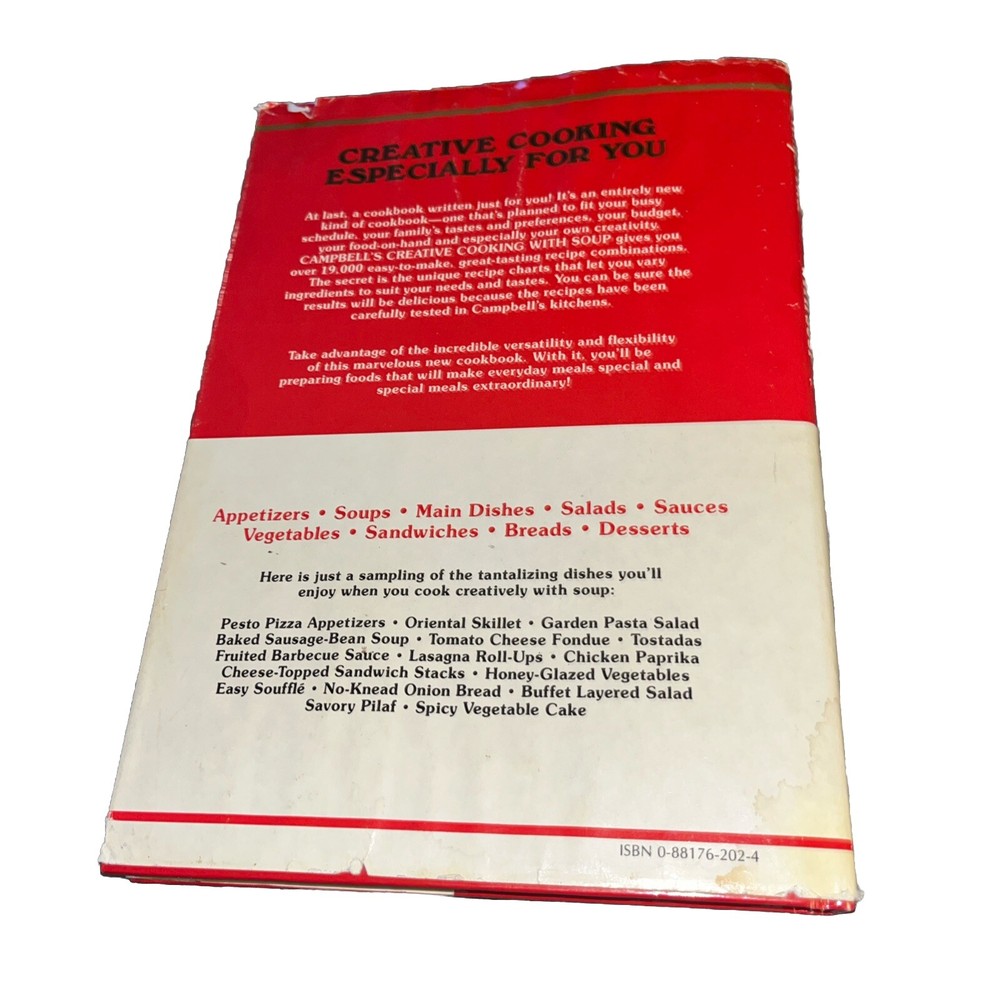 CREATIVE COOKING
ESPECIALLY FOR YOU
At last, a cookbook written just for you! It's an entirely new
kind of cookbook—one that's planned to fit your busy
schedule, your family's tastes and preferences, your budget,
your food-on-hand and especially your own creativity.
CAMPBELL'S CREATIVE COOKING WITH SOUP gives you
over 19,000 easy-to-make, great-tasting recipe combinations.
The secret is the unique recipe charts that let you vary
ingredients to suit your needs and tastes. You can be sure the
results will be delicious because the recipes have been
carefully tested in Campbell's kitchens.
Take advantage of the incredible versatility and flexibility
of this marvelous new cookbook. With it, you'll be
preparing foods that will make everyday meals special and
special meals extraordinary!
Appetizers • Soups • Main Dishes • Salads • Sauces
Vegetables • Sandwiches • Breads • Desserts
Here is just a sampling of the tantalizing dishes you'll
enjoy when you cook creatively with soup:
Pesto Pizza Appetizers • Oriental Skillet • Garden Pasta Salad
Baked Sausage-Bean Soup • Tomato Cheese Fondue • Tostadas
Fruited Barbecue Sauce • Lasagna Roll-Ups • Chicken Paprika
Cheese-Topped Sandwich Stacks • Honey-Glazed Vegetables
Easy Soufflé • No-Knead Onion Bread • Buffet Layered Salad
Savory Pilaf • Spicy Vegetable Cake
ISBN 0-88176-202-4